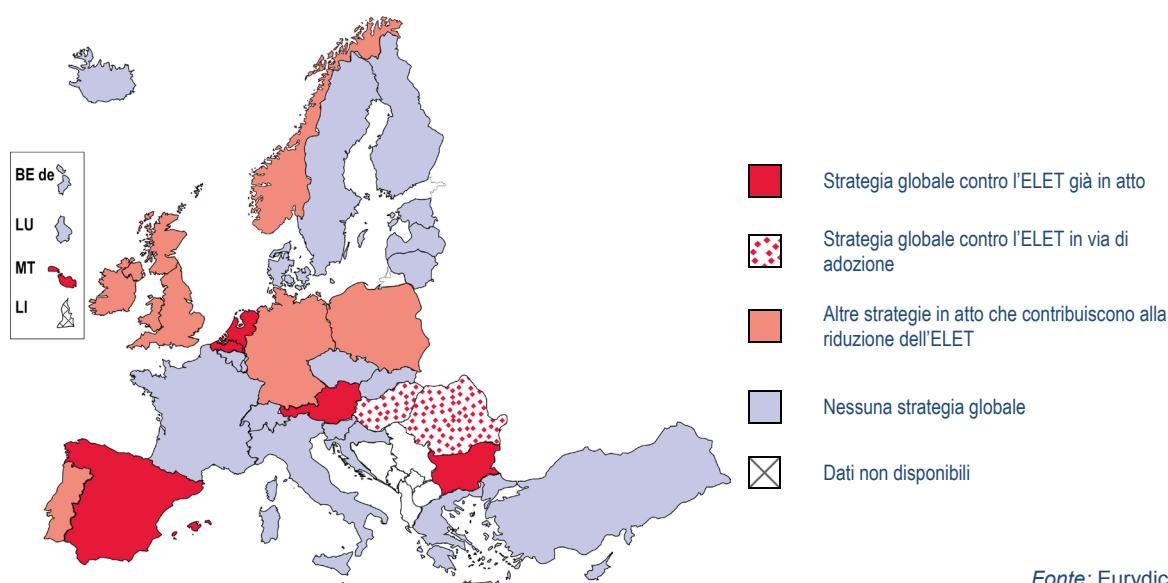 BE de
LU
MT
LI
Strategia globale contro l’ELET già in atto
Strategia globale contro l’ELET in via di
adozione
Altre strategie in atto che contribuiscono alla
riduzione dell’ELET
Nessuna strategia globale
Dati non disponibili
Fonte: Eurydic